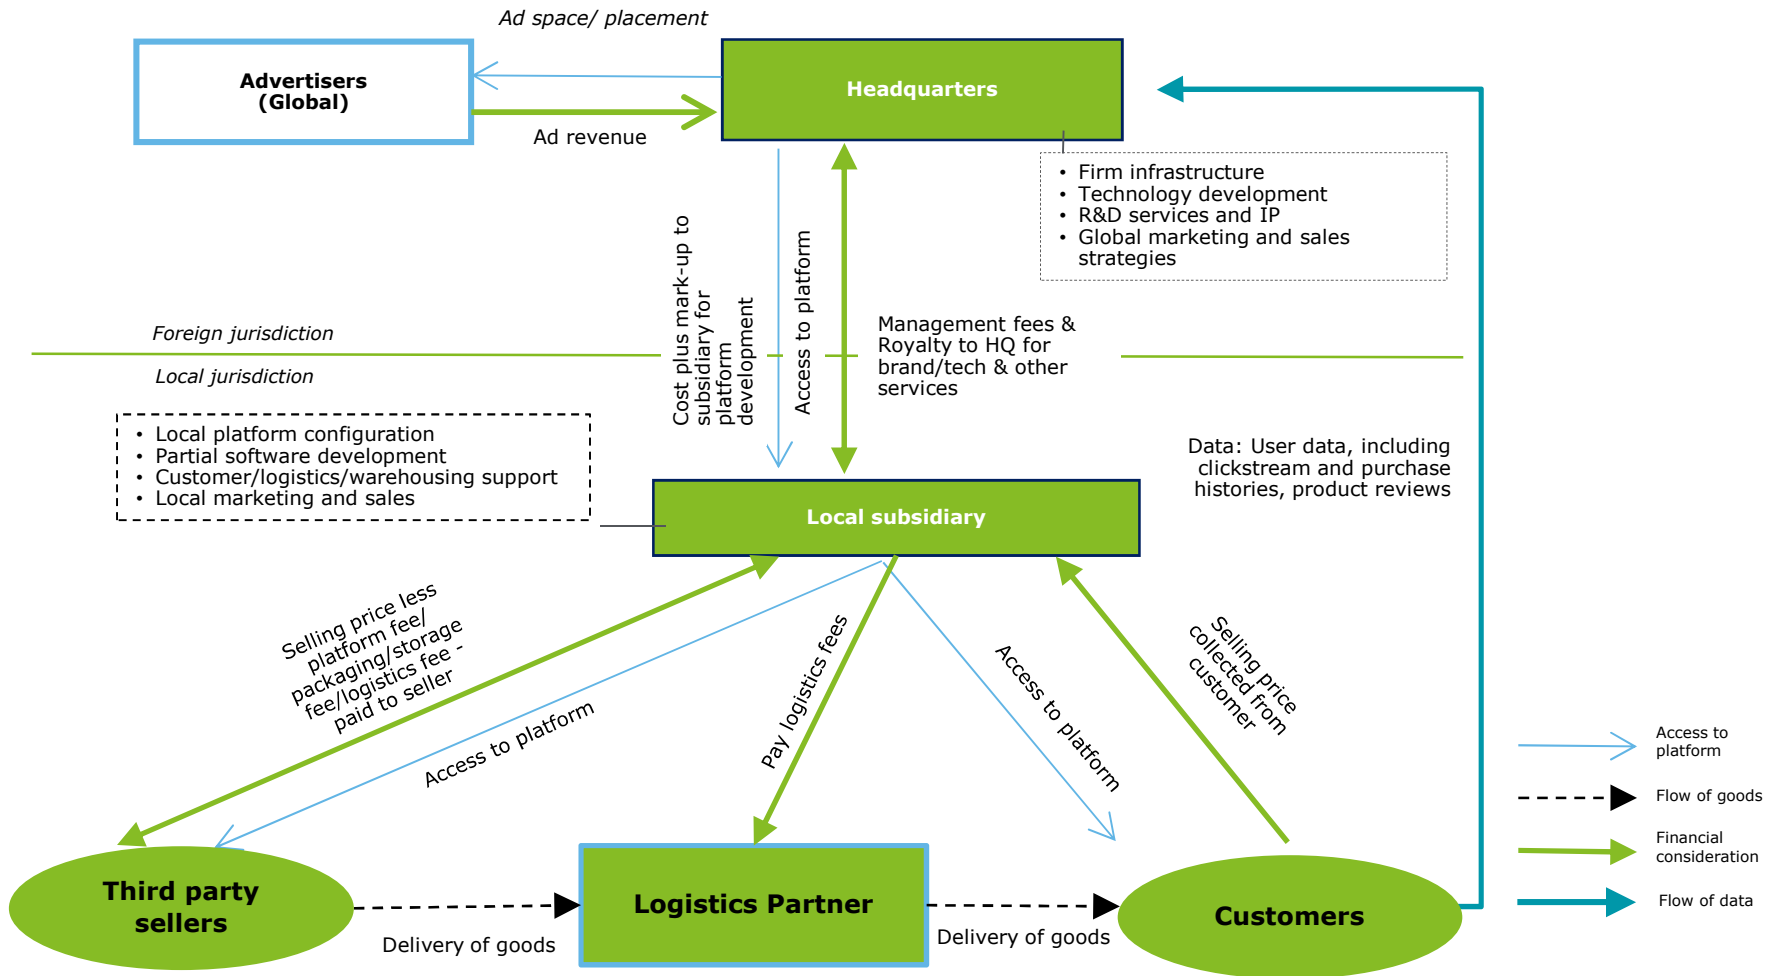 Ad space/ placement
Advertisers
(Global)
Headquarters
Ad revenue
• Firm infrastructure
• Technology development
• R&D services and IP
• Global marketing and sales
strategies
Cost plus mark-up to
subsidiary for
platform
development
Access to platform
Management fees &
Royalty to HQ for
brand/tech & other
services
Foreign jurisdiction
Local jurisdiction
• Local platform configuration
• Partial software development
• Customer/logistics/warehousing support
• Local marketing and sales
Data: User data, including
clickstream and purchase
histories, product reviews
Local subsidiary
Selling price less
platform fee/
packaging/storage
fee/logistics fee -
paid to seller
Access to platform
Pay logistics fees
Access to platform
Selling price
collected from
customer
Access to
platform
Flow of goods
Financial
consideration
Flow of data
Third party
sellers
Delivery of goods
Logistics Partner
Delivery of goods
Customers